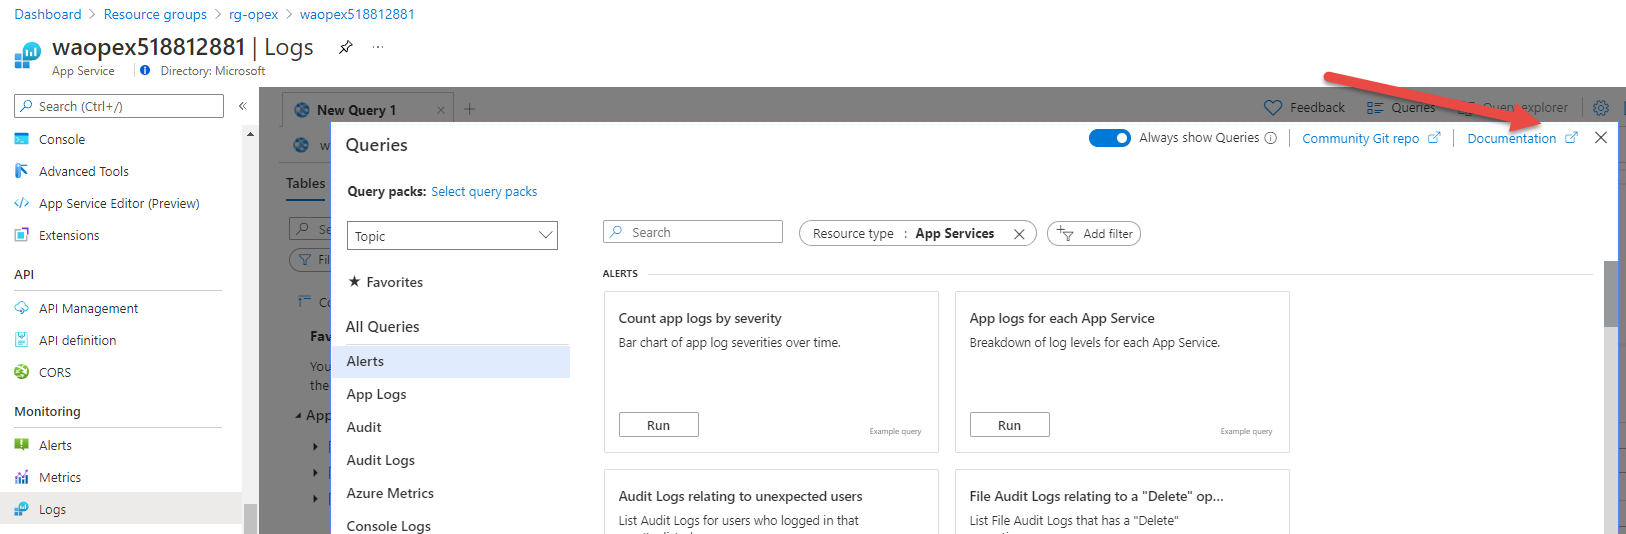 Dashboard > Resource groups > rg-opex > waopex518812881
waopex518812881 | Logs ...
App Service | Directory: Microsoft
Search (Ctrl+/) «
Console
Advanced Tools
App Service Editor (Preview)
Extensions
API
API Management
API definition
CORS
Monitoring
Alerts
Metrics
Logs
New Query 1 × +
Feedback Queries Query explorer
w
Tables
Se
Fil
Co
Fav
You
the
App
Queries
Always show Queries | Community Git repo | Documentation
Query packs: Select query packs
Topic
Favorites
All Queries
Alerts
App Logs
Audit
Audit Logs
Azure Metrics
Console Logs
Search Resource type : App Services Add filter
ALERTS
Count app logs by severity
Bar chart of app log severities over time.
Run
Example query
App logs for each App Service
Breakdown of log levels for each App Service.
Run
Example query
Audit Logs relating to unexpected users
List Audit Logs for users who logged in that
File Audit Logs relating to a "Delete" op...
List File Audit Logs that has a "Delete"